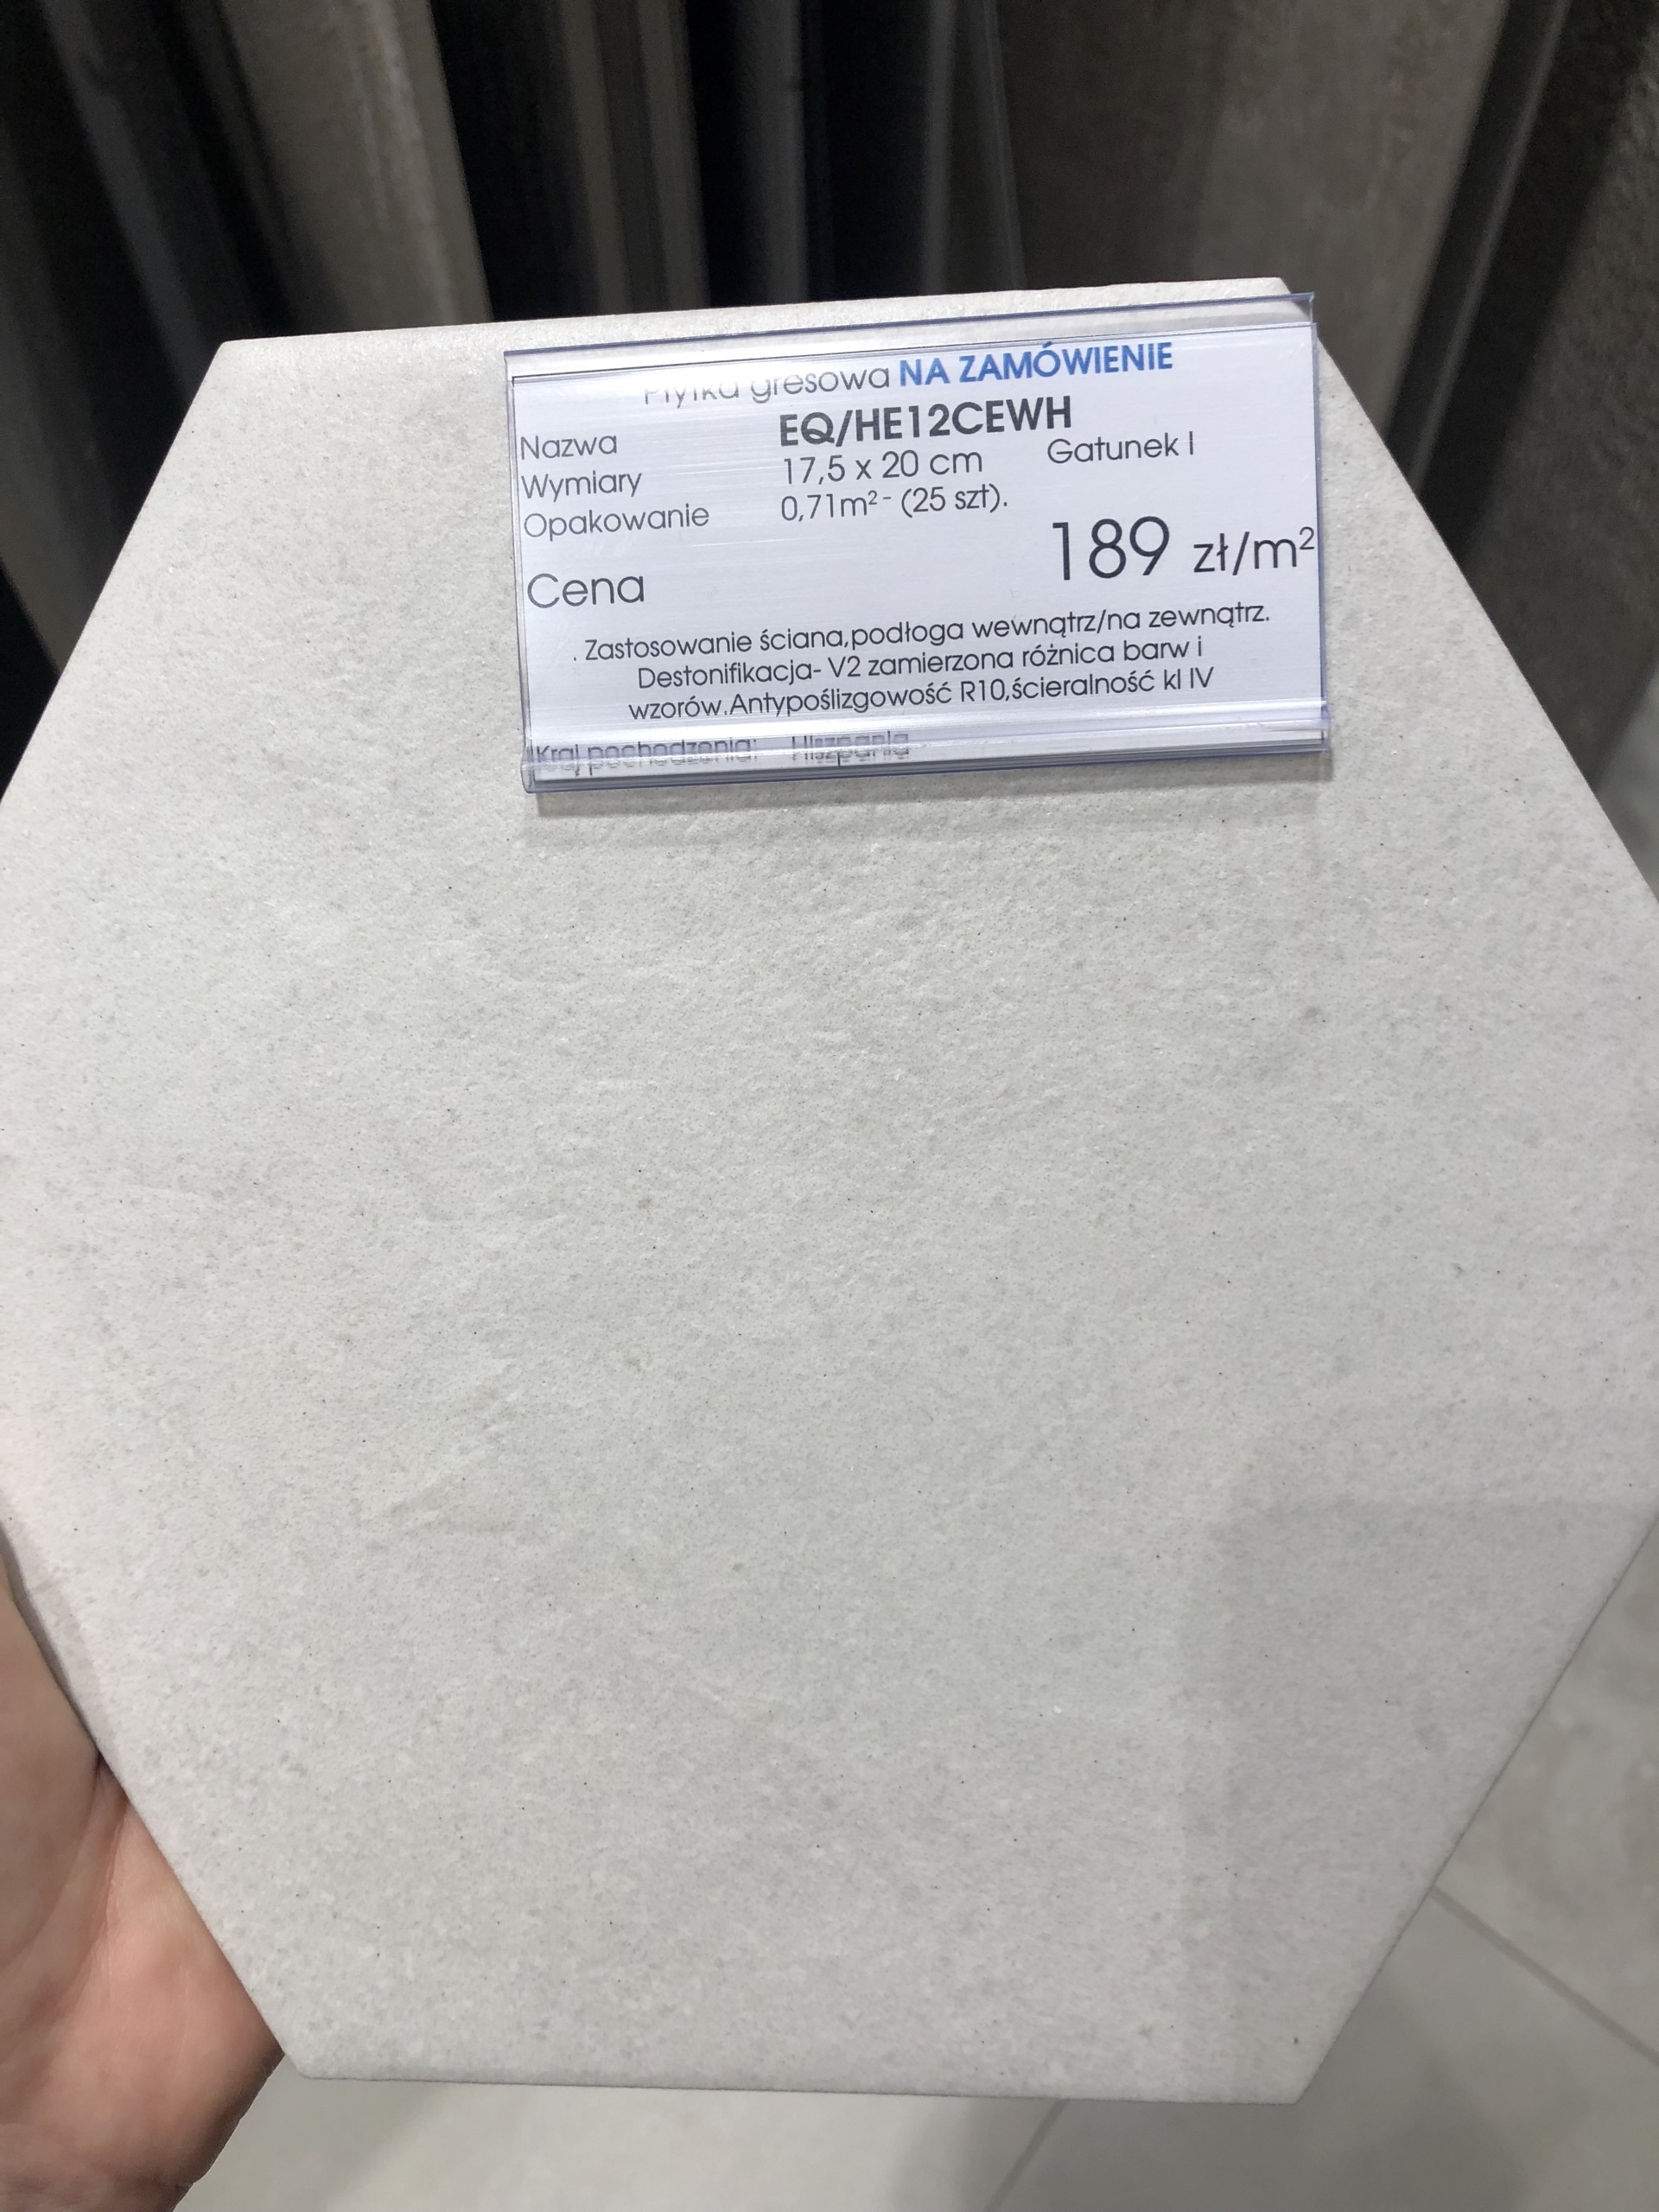 Płytka gresowa NA ZAMÓWIENIE
Nazwa EQ/HE12CEWH
Wymiary 17,5 x 20 cm Gatunek I
Opakowanie 0,71m²- (25 szt).
Cena 189 zł/m²
. Zastosowanie ściana,podłoga wewnątrz/na zewnątrz.
Destonifikacja- V2 zamierzona różnica barw i
wzorów.Antypoślizgowość R10,ścieralność kl IV
Kraj pochodzenia: Hiszpania